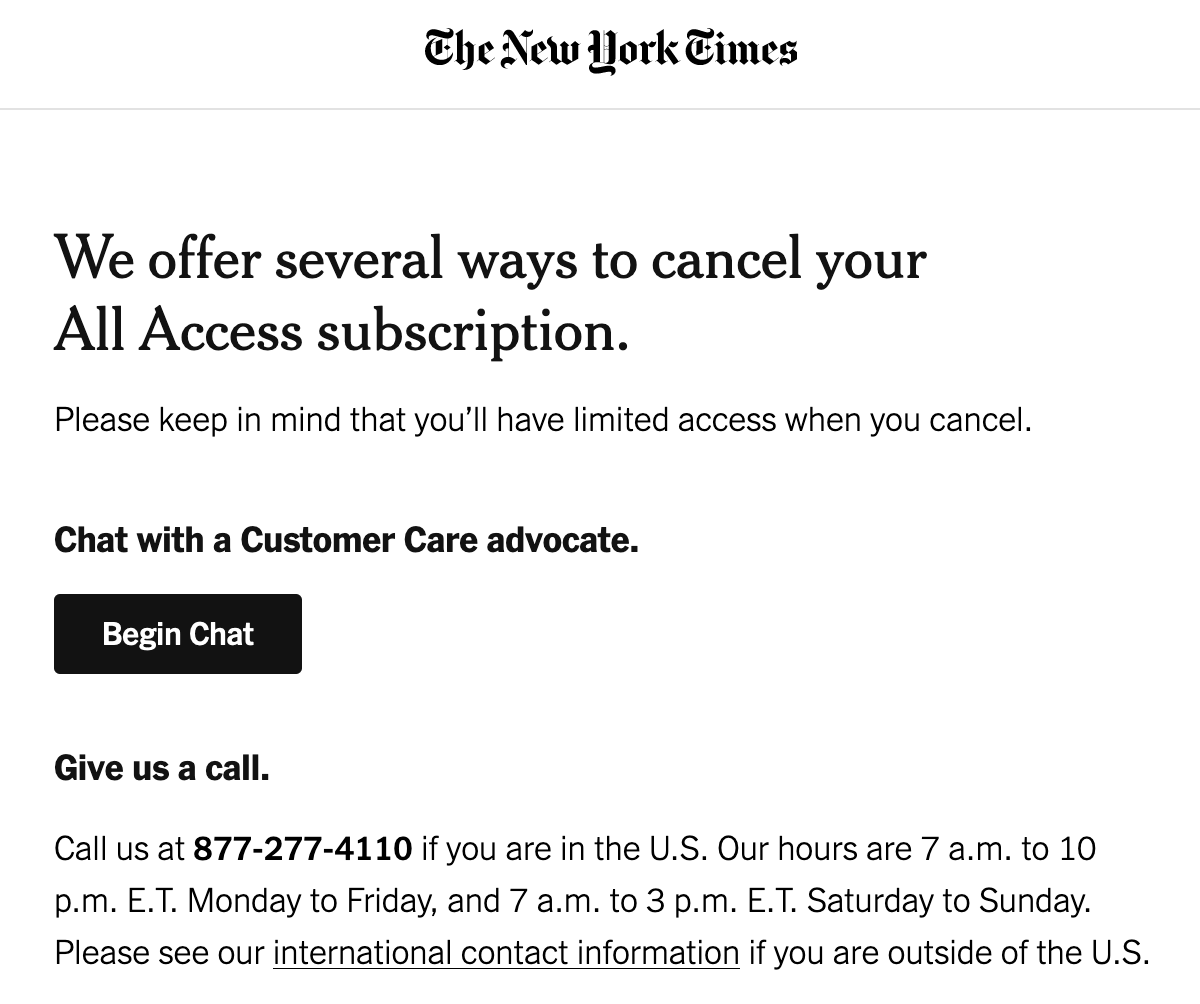 The New York Times
We offer several ways to cancel your
All Access subscription.
Please keep in mind that you’ll have limited access when you cancel.
Chat with a Customer Care advocate.
Begin Chat
Give us a call.
Call us at 877-277-4110 if you are in the U.S. Our hours are 7 a.m. to 10
p.m. E.T. Monday to Friday, and 7 a.m. to 3 p.m. E.T. Saturday to Sunday.
Please see our international contact information if you are outside of the U.S.